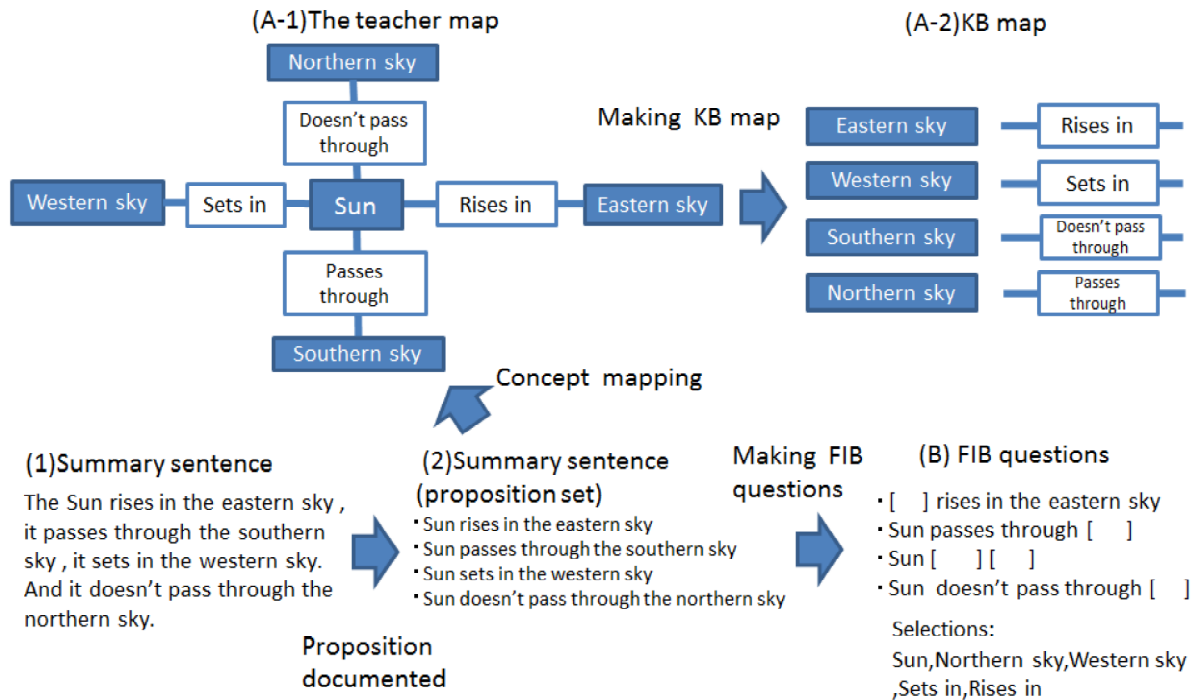 (A-1)The teacher map
Northern sky
Doesn't pass
through
Western sky
Sets in
Sun
Rises in
Eastern sky
Passes
through
Southern sky
Making KB map
(A-2)KB map
Eastern sky
Rises in
Western sky
Sets in
Southern sky
Doesn't pass
through
Northern sky
Passes
through
Concept mapping
(1)Summary sentence
The Sun rises in the eastern sky ,
it passes through the southern
sky , it sets in the western sky.
And it doesn't pass through the
northern sky.
Proposition
documented
(2)Summary sentence
(proposition set)
・Sun rises in the eastern sky
・Sun passes through the southern sky
・Sun sets in the western sky
・Sun doesn't pass through the northern sky
Making FIB
questions
(B) FIB questions
・[   ] rises in the eastern sky
・Sun passes through [   ]
・Sun [   ] [   ]
・Sun doesn't pass through [   ]
Selections:
Sun,Northern sky,Western sky
,Sets in,Rises in